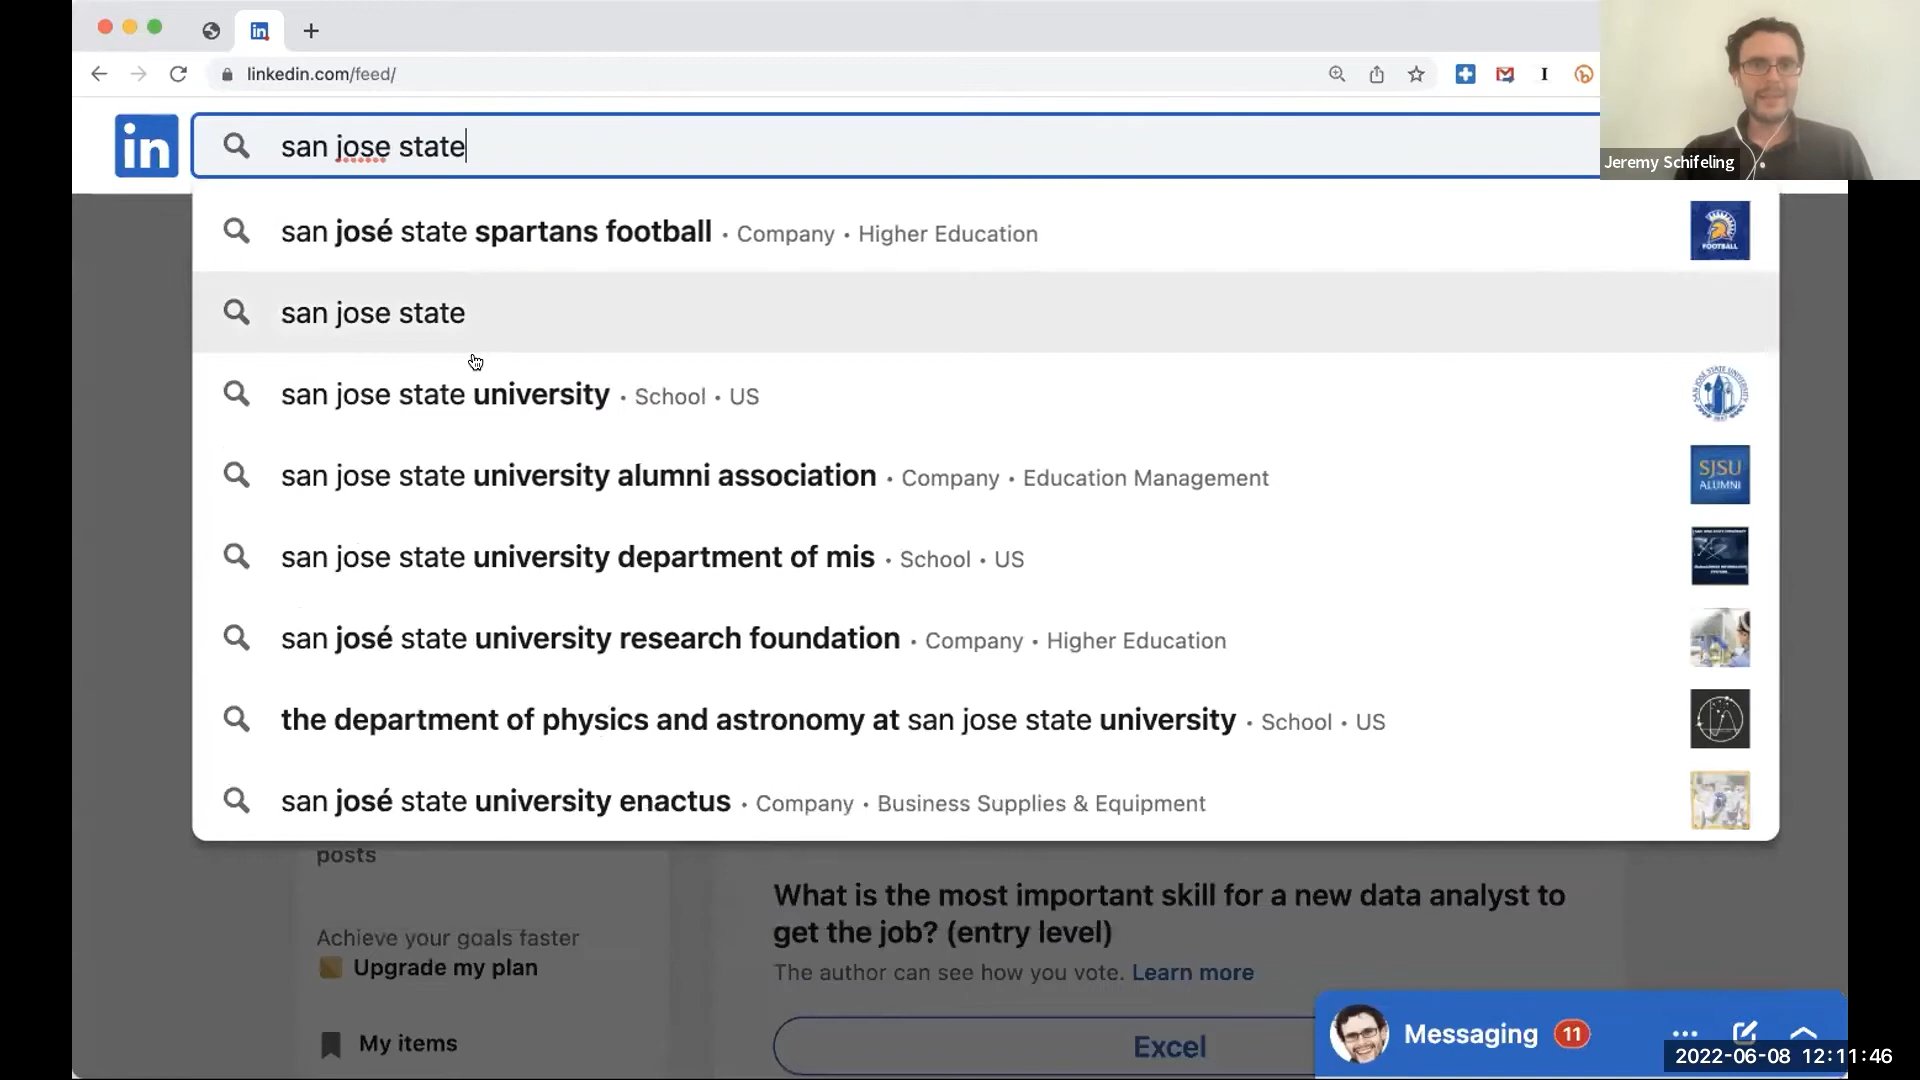 linkedin.com/feed/
I
in
san jose state
Jeremy Schifeling
san josé state spartans football • Company • Higher Education
FOOTBALL
san jose state
san jose state university • School • US
SAN JOSE STATE UNIVERSITY
san jose state university alumni association • Company • Education Management
SJSU
ALUMNI
san jose state university department of mis • School • US
san josé state university research foundation • Company • Higher Education
the department of physics and astronomy at san jose state university • School • US
san josé state university enactus • Company • Business Supplies & Equipment
posts
What is the most important skill for a new data analyst to
get the job? (entry level)
Achieve your goals faster
Upgrade my plan
The author can see how you vote. Learn more
My items
Excel
Messaging 11
2022-06-08 12:11:46